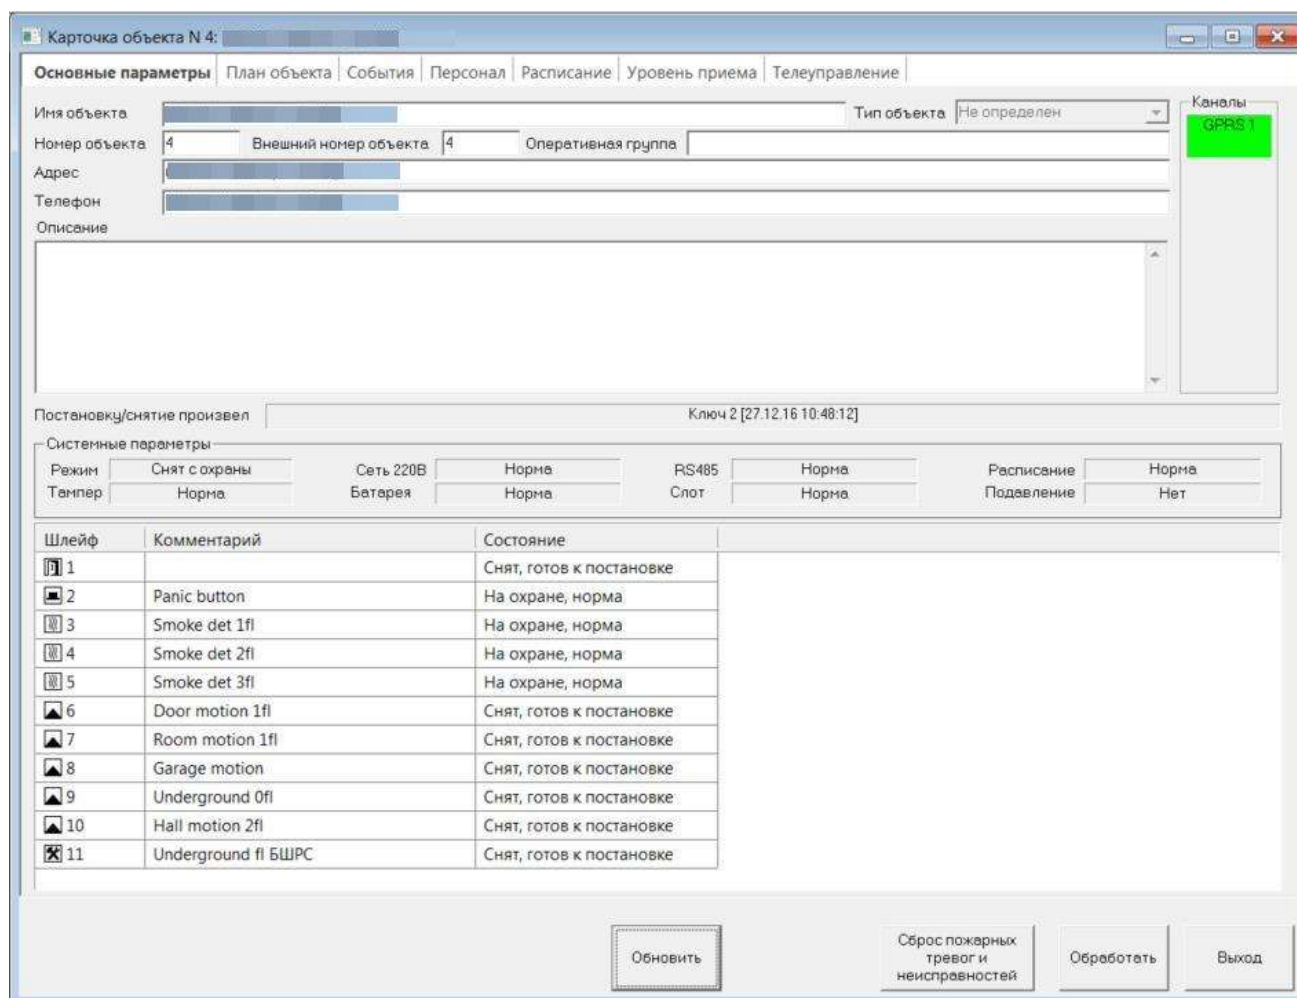 Карточка объекта N 4:
Основные параметры План объекта События Персонал Расписание Уровень приема Телеуправление
Имя объекта Тип объекта Не определен Каналы
GPRS 1
Номер объекта 4 Внешний номер объекта 4 Оперативная группа
Адрес
Телефон
Описание
Постановку/снятие произвел Ключ 2 [27.12.16 10:48:12]
Системные параметры
Режим Снят с охраны Сеть 220В Норма RS485 Норма Расписание Норма
Тампер Норма Батарея Норма Слот Норма Подавление Нет
Шлейф Комментарий Состояние
1 Снят, готов к постановке
2 Panic button На охране, норма
3 Smoke det 1fl На охране, норма
4 Smoke det 2fl На охране, норма
5 Smoke det 3fl На охране, норма
6 Door motion 1fl Снят, готов к постановке
7 Room motion 1fl Снят, готов к постановке
8 Garage motion Снят, готов к постановке
9 Underground 0fl Снят, готов к постановке
10 Hall motion 2fl Снят, готов к постановке
11 Underground fl БШРС Снят, готов к постановке
Обновить
Сброс пожарных
тревог и
неисправностей
Обработать
Выход